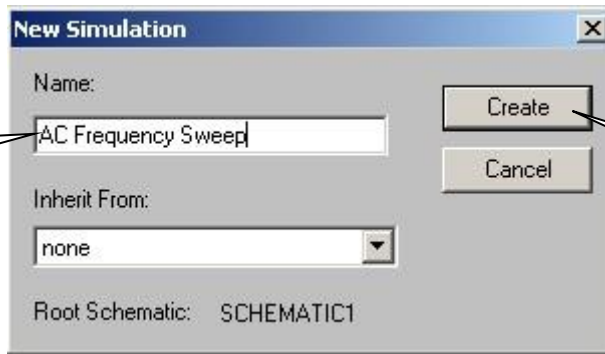 New Simulation
Name:
AC Frequency Sweep
Create
Cancel
Inherit From:
none
Root Schematic: SCHEMATIC1